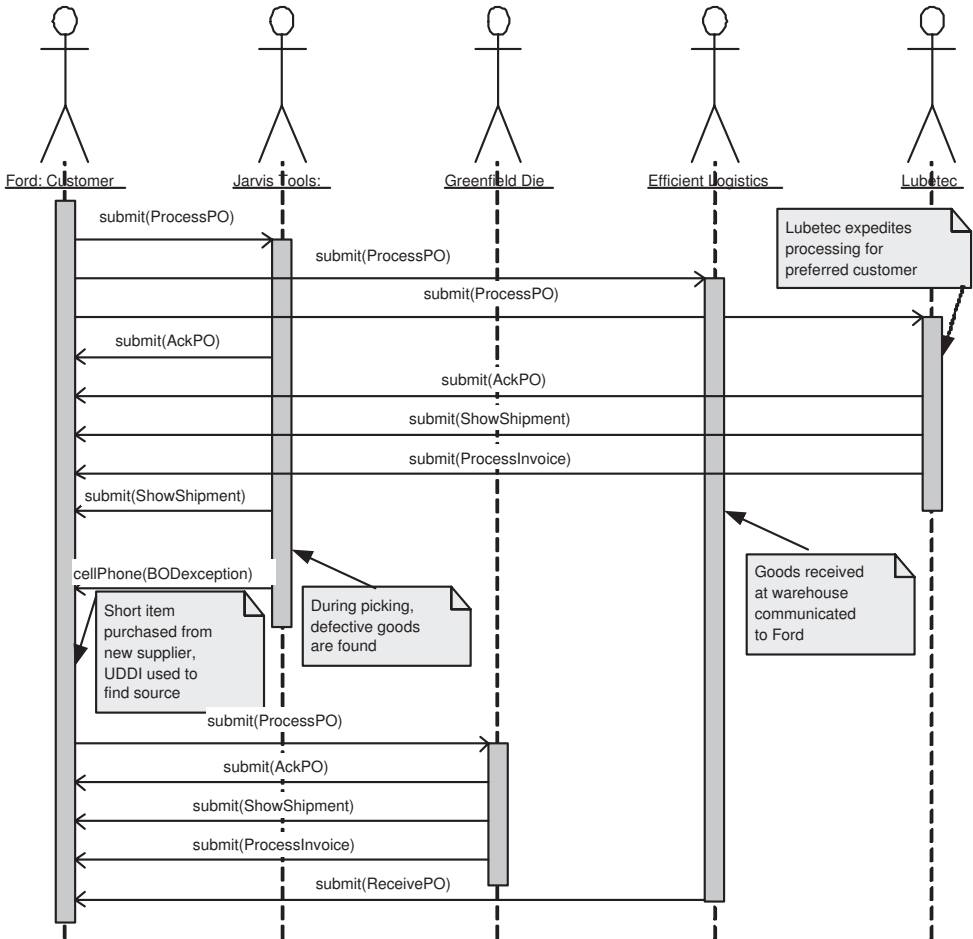 Ford: Customer
Jarvis Tools:
Greenfield Die
Efficient Logistics
Lubetec
submit(ProcessPO)
Lubetec expedites
processing for
preferred customer
submit(ProcessPO)
submit(ProcessPO)
submit(AckPO)
submit(AckPO)
submit(ShowShipment)
submit(ProcessInvoice)
submit(ShowShipment)
cellPhone(BODexception)
Goods received
at warehouse
communicated
to Ford
During picking,
defective goods
are found
Short item
purchased from
new supplier,
UDDI used to
find source
submit(ProcessPO)
submit(AckPO)
submit(ShowShipment)
submit(ProcessInvoice)
submit(ReceivePO)